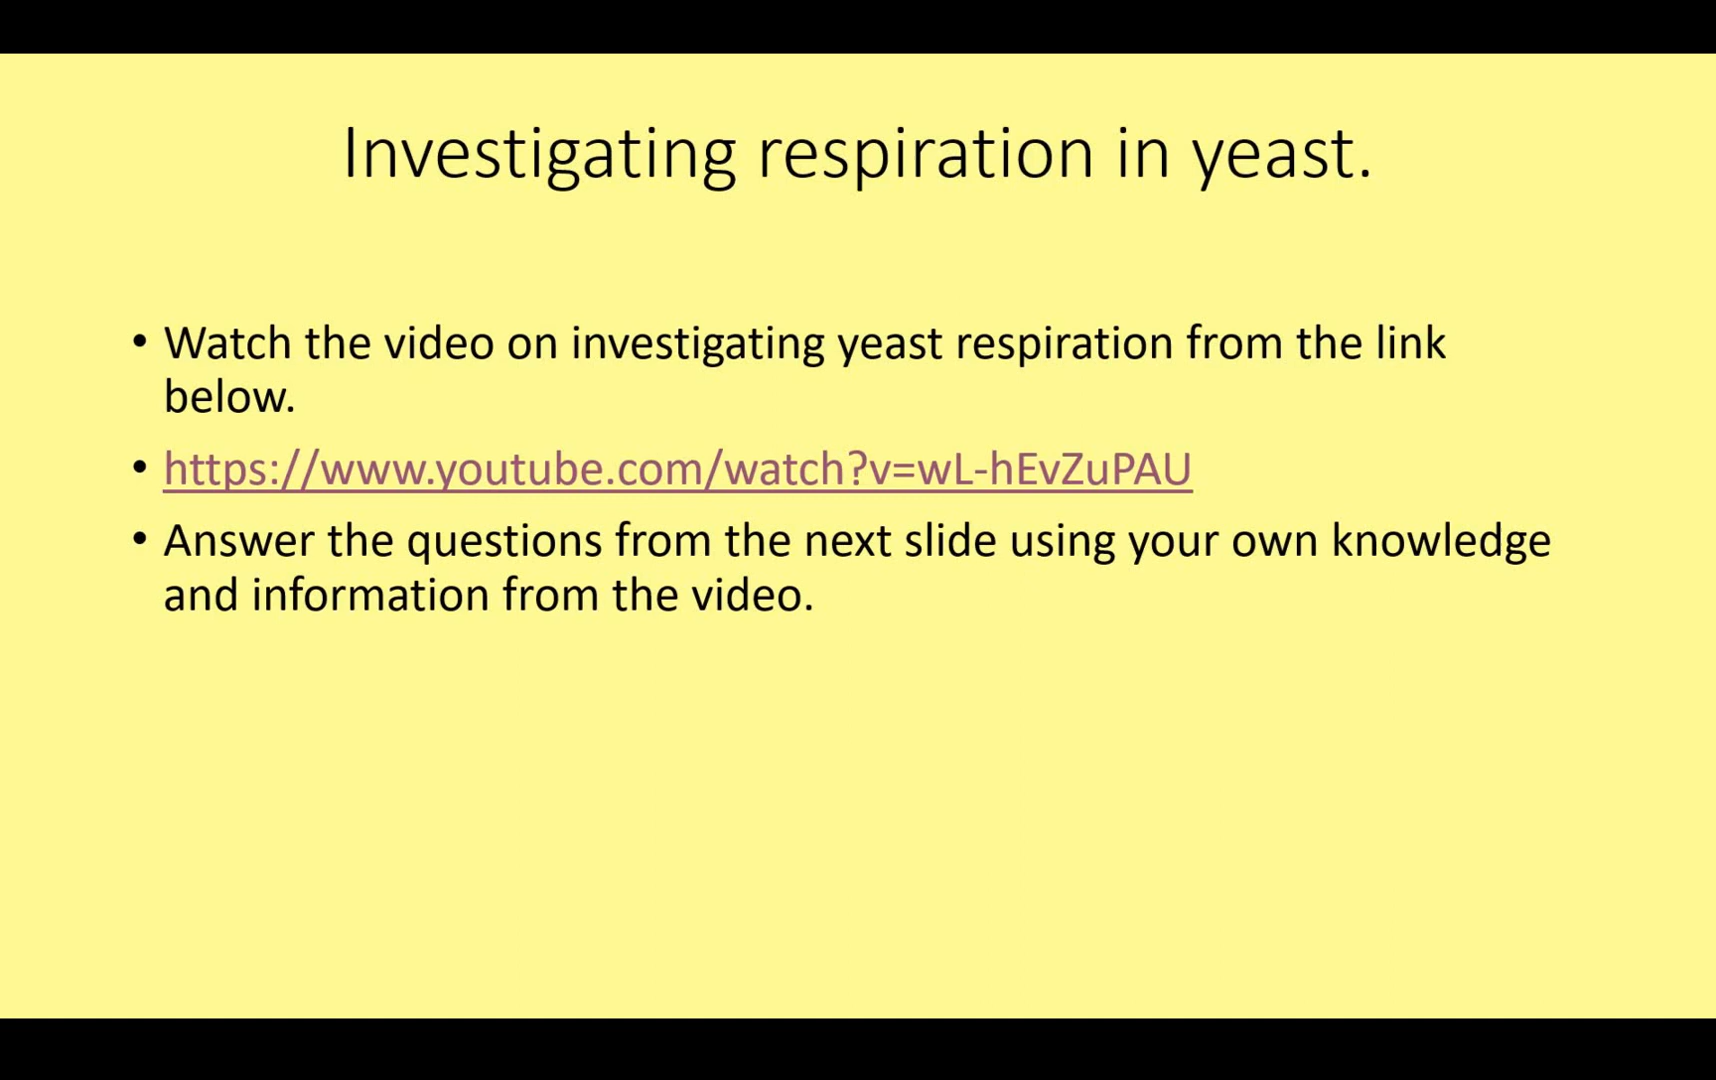 Investigating respiration in yeast.
• Watch the video on investigating yeast respiration from the link
below.
• https://www.youtube.com/watch?v=wL-hEvZuPAU
• Answer the questions from the next slide using your own knowledge
and information from the video.